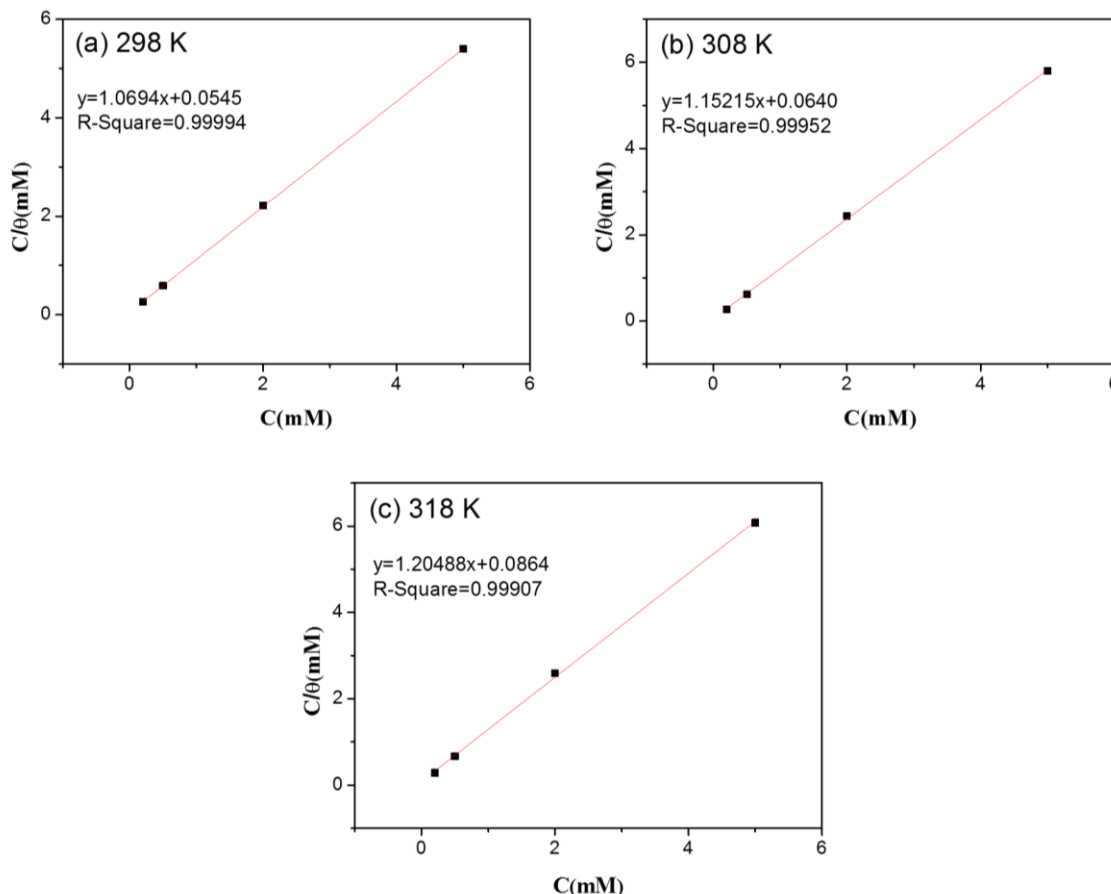 (a) 298 K
y=1.0694x+0.0545
R-Square=0.99994
C/θ(mM)
6
4
2
0
0 2 4 6
C(mM)
(b) 308 K
y=1.15215x+0.0640
R-Square=0.99952
C/θ(mM)
6
4
2
0
0 2 4 6
C(mM)
(c) 318 K
y=1.20488x+0.0864
R-Square=0.99907
C/θ(mM)
6
4
2
0
0 2 4 6
C(mM)